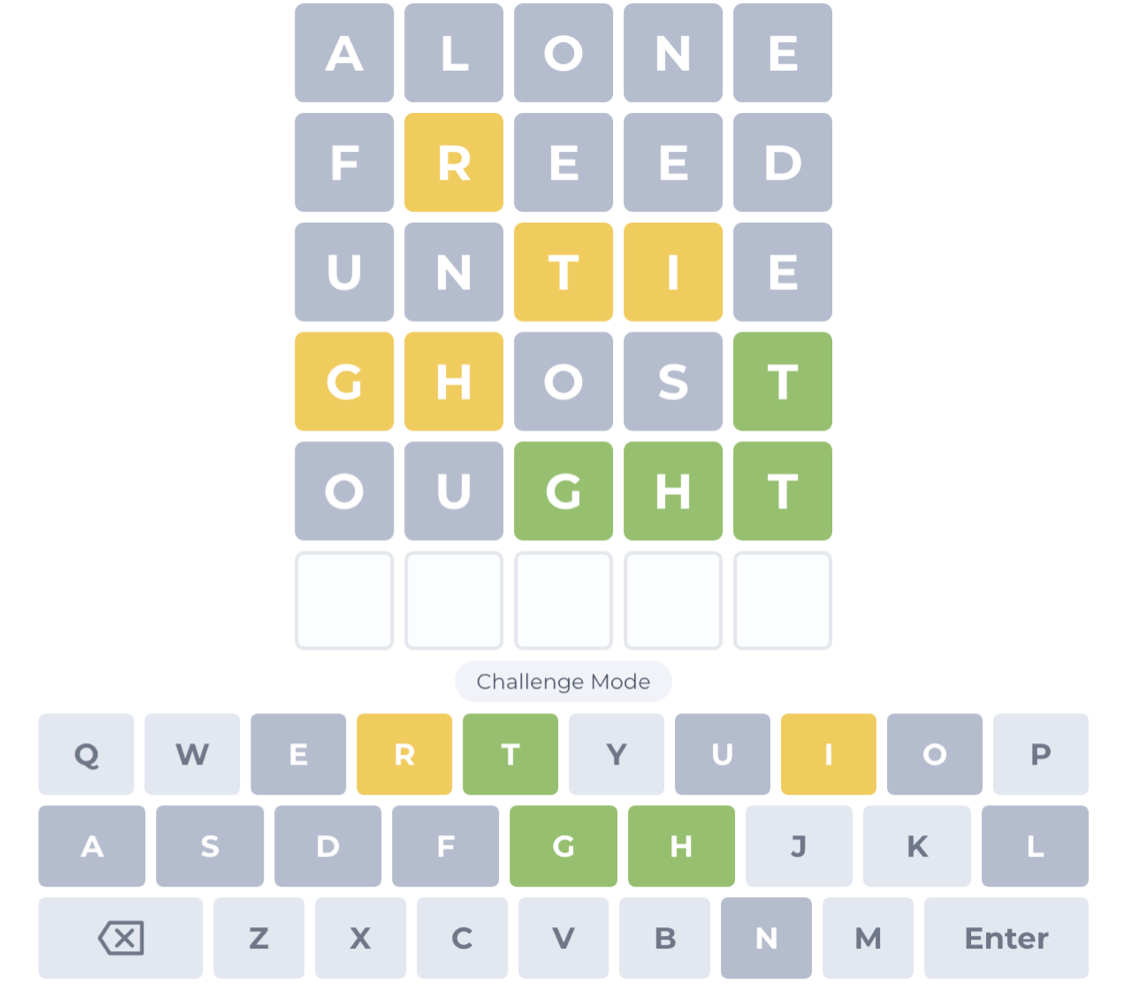 A L O N E
F R E E D
U N T I E
G H O S T
O U G H T
Challenge Mode
Q W E R T Y U I O P
A S D F G H J K L
Z X C V B N M Enter